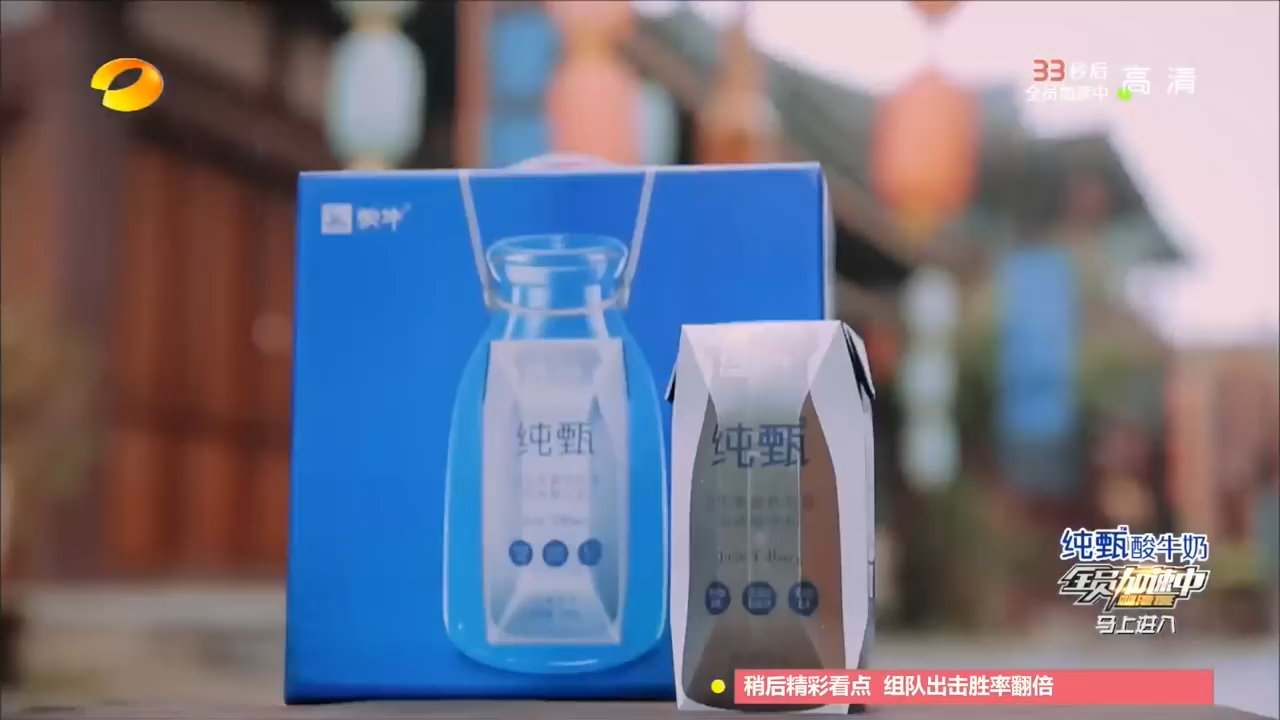 33秒后
全员加速中
高清
蒙牛
纯甄
纯甄
纯甄酸牛奶
全员加速中
马上进入
稍后精彩看点 组队出击胜率翻倍